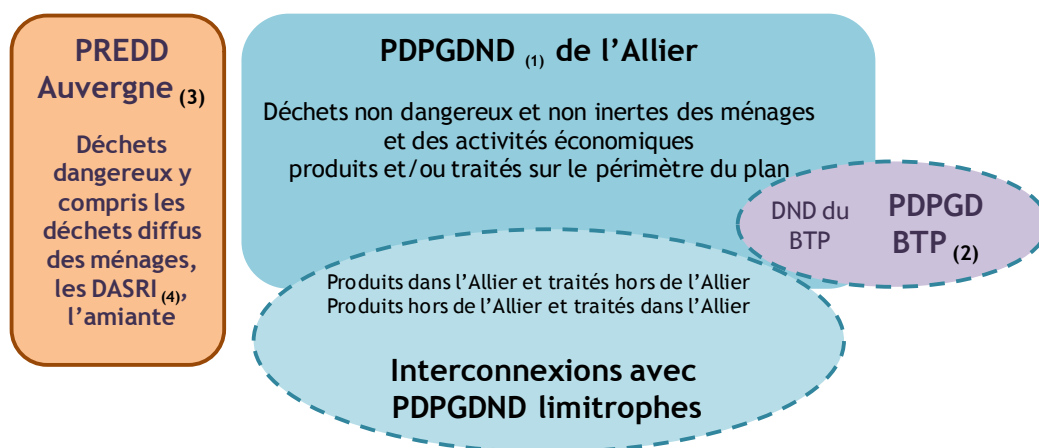 PREDD
Auvergne (3)
Déchets
dangereux y
compris les
déchets diffus
des ménages,
les DASRI (4),
l'amiante
PDPGDND (1) de l'Allier
Déchets non dangereux et non inertes des ménages
et des activités économiques
produits et/ou traités sur le périmètre du plan
DND du
BTP
PDPGD
BTP (2)
Produits dans l'Allier et traités hors de l'Allier
Produits hors de l'Allier et traités dans l'Allier
Interconnexions avec
PDPGDND limitrophes